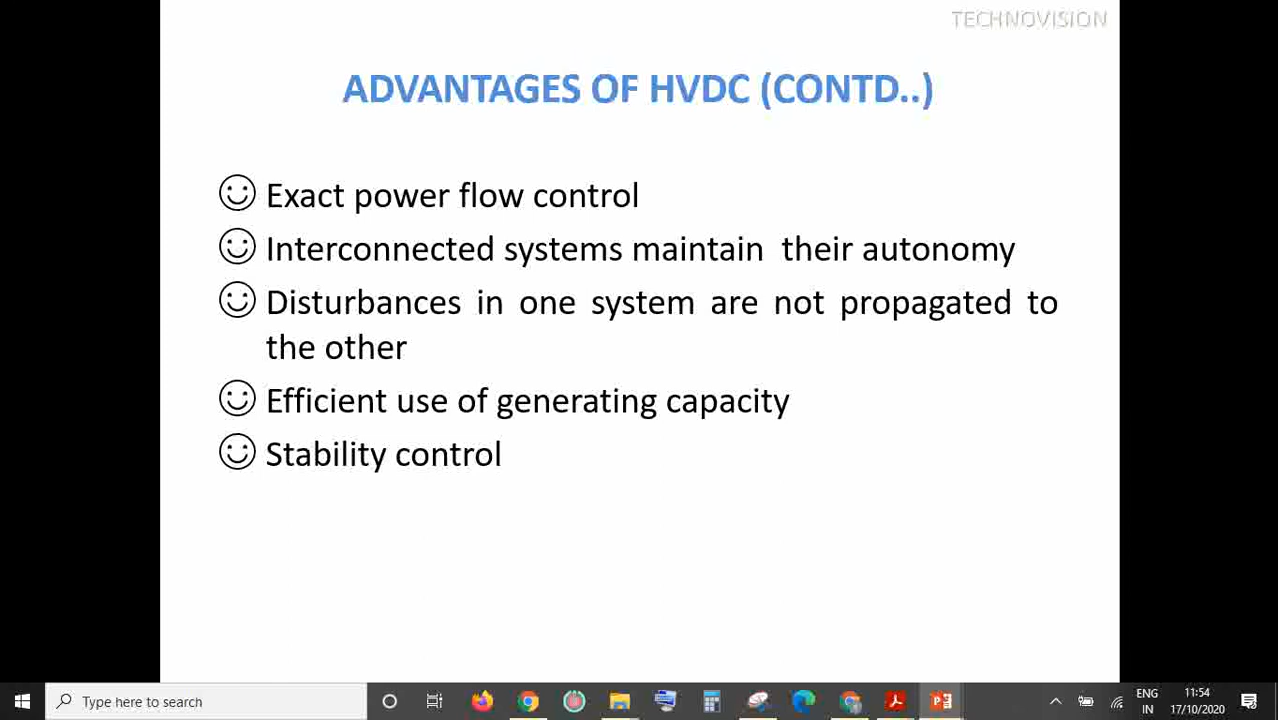 TECHNOVISION
ADVANTAGES OF HVDC (CONTD..)
Exact power flow control
Interconnected systems maintain  their autonomy
Disturbances in one system are not propagated to
the other
Efficient use of generating capacity
Stability control
Type here to search
ENG
IN
11:54
17/10/2020